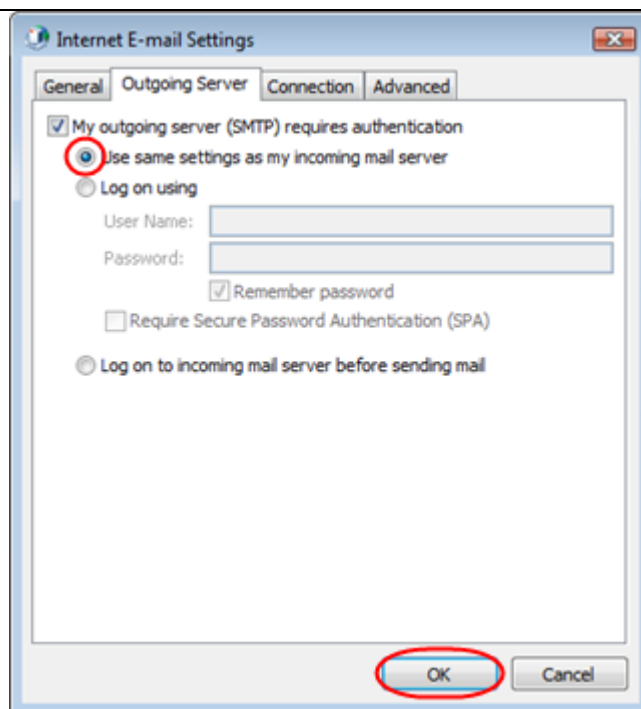 Internet E-mail Settings
General Outgoing Server Connection Advanced
My outgoing server (SMTP) requires authentication
Use same settings as my incoming mail server
Log on using
User Name:
Password:
Remember password
Require Secure Password Authentication (SPA)
Log on to incoming mail server before sending mail
OK Cancel